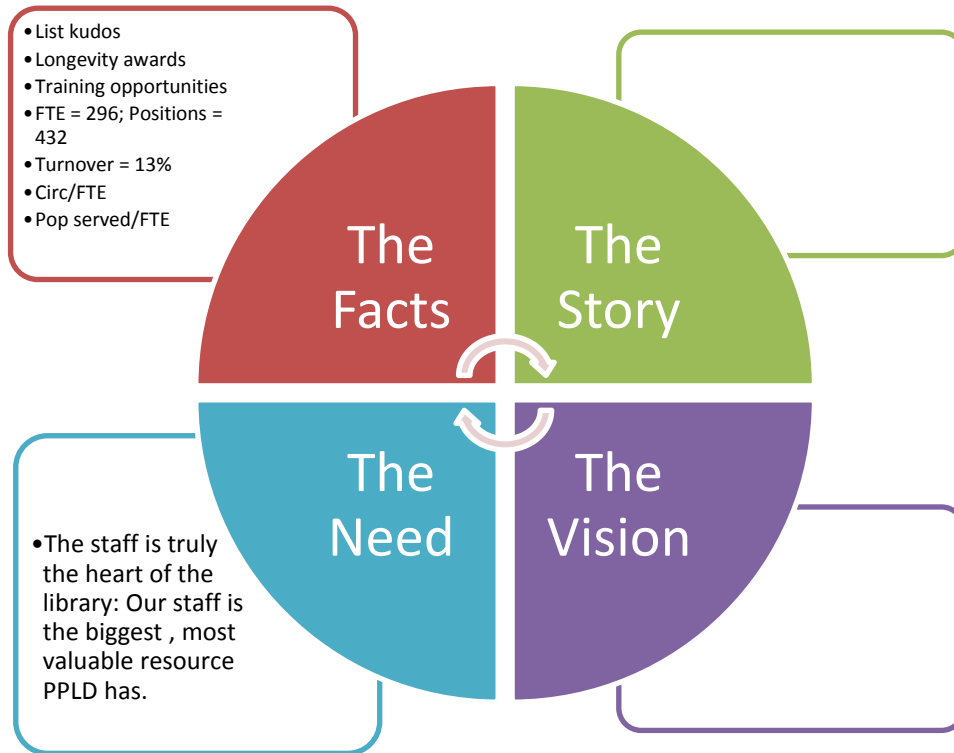 •List kudos
•Longevity awards
•Training opportunities
•FTE = 296; Positions =
432
•Turnover = 13%
•Circ/FTE
•Pop served/FTE
The
Facts
The
Story
The
Need
The
Vision
•The staff is truly
the heart of the
library: Our staff is
the biggest , most
valuable resource
PPLD has.